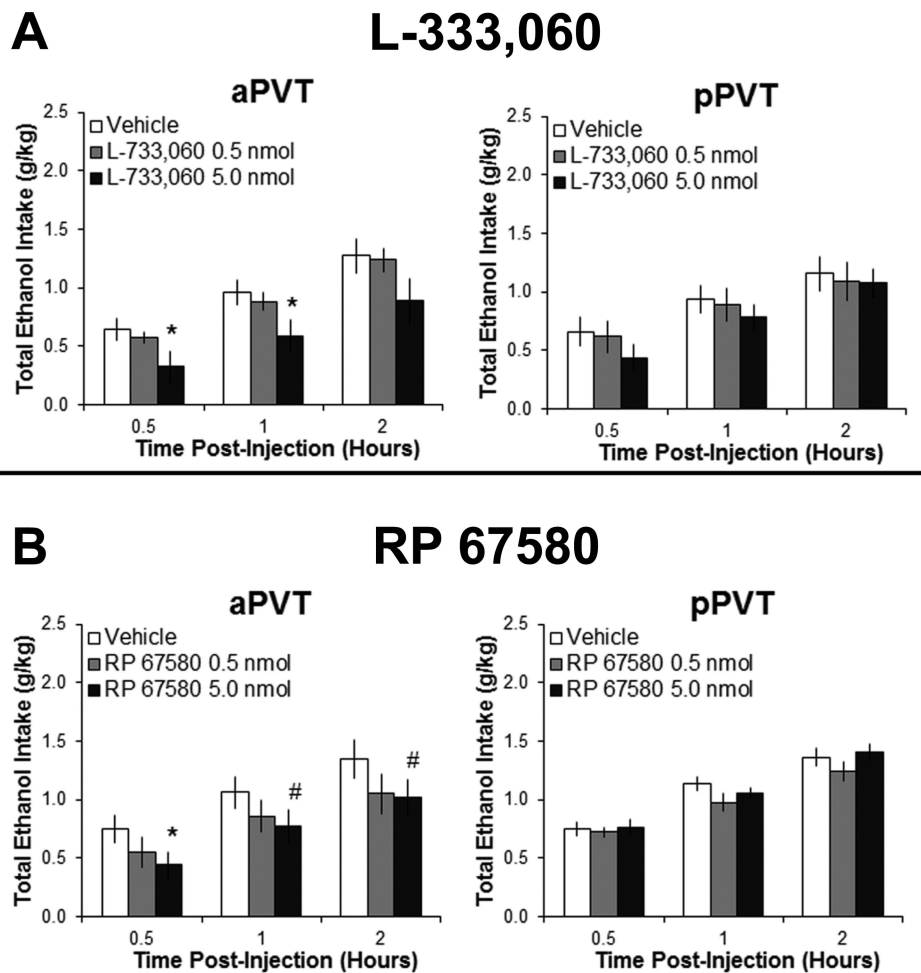 A
L-333,060
aPVT
Total Ethanol Intake (g/kg)
2.5
2.0
1.5
1.0
0.5
0.0
Vehicle
L-733,060 0.5 nmol
L-733,060 5.0 nmol
*
*
0.5 1 2
Time Post-Injection (Hours)
pPVT
Total Ethanol Intake (g/kg)
2.5
2.0
1.5
1.0
0.5
0.0
Vehicle
L-733,060 0.5 nmol
L-733,060 5.0 nmol
0.5 1 2
Time Post-Injection (Hours)
B
RP 67580
aPVT
Total Ethanol Intake (g/kg)
2.5
2.0
1.5
1.0
0.5
0.0
Vehicle
RP 67580 0.5 nmol
RP 67580 5.0 nmol
*
#
#
0.5 1 2
Time Post-Injection (Hours)
pPVT
Total Ethanol Intake (g/kg)
2.5
2.0
1.5
1.0
0.5
0.0
Vehicle
RP 67580 0.5 nmol
RP 67580 5.0 nmol
0.5 1 2
Time Post-Injection (Hours)